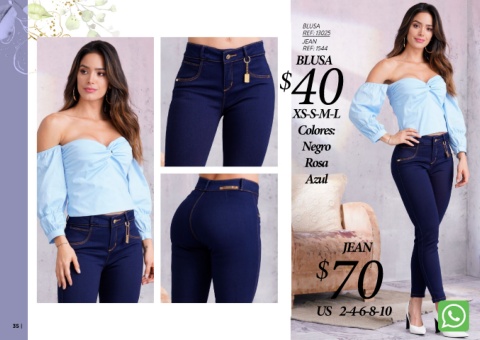 BLUSA
REF: 13025
JEAN
REF: 1544
BLUSA
$40
XS-S-M-L
Colores:
Negro
Rosa
Azul
JEAN
$70
US 2-4-6-8-10
35 |